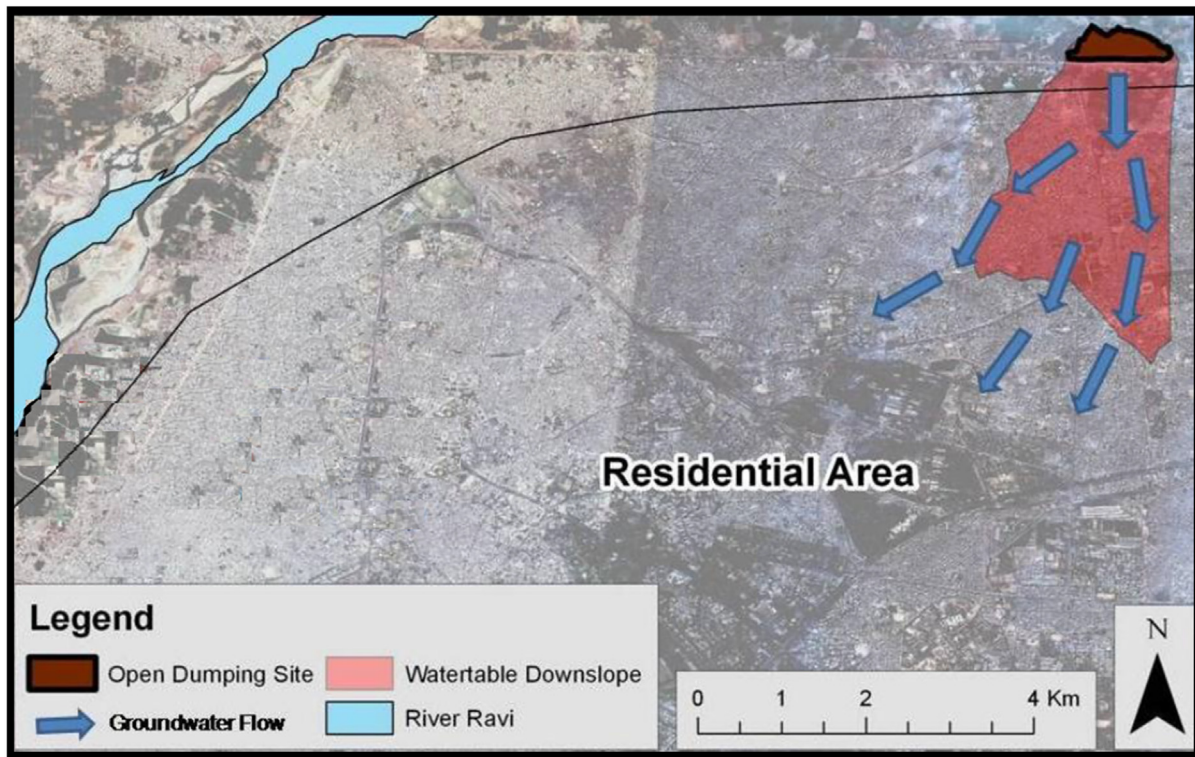 Residential Area
Legend
Open Dumping Site
Watertable Downslope
Groundwater Flow
River Ravi
0 1 2 4 Km
N